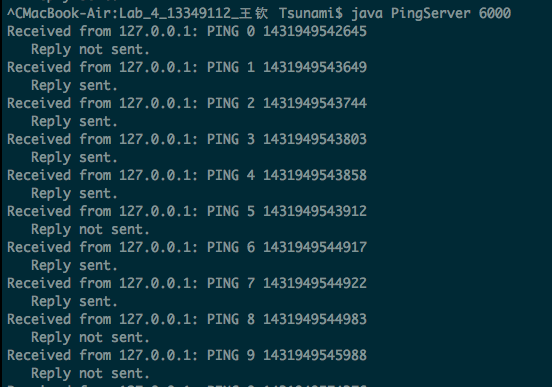 ^CMacBook-Air:Lab_4_13349112_王钦 Tsunami$ java PingServer 6000
Received from 127.0.0.1: PING 0 1431949542645
Reply not sent.
Received from 127.0.0.1: PING 1 1431949543649
Reply sent.
Received from 127.0.0.1: PING 2 1431949543744
Reply sent.
Received from 127.0.0.1: PING 3 1431949543803
Reply sent.
Received from 127.0.0.1: PING 4 1431949543858
Reply sent.
Received from 127.0.0.1: PING 5 1431949543912
Reply not sent.
Received from 127.0.0.1: PING 6 1431949544917
Reply sent.
Received from 127.0.0.1: PING 7 1431949544922
Reply sent.
Received from 127.0.0.1: PING 8 1431949544983
Reply not sent.
Received from 127.0.0.1: PING 9 1431949545988
Reply not sent.